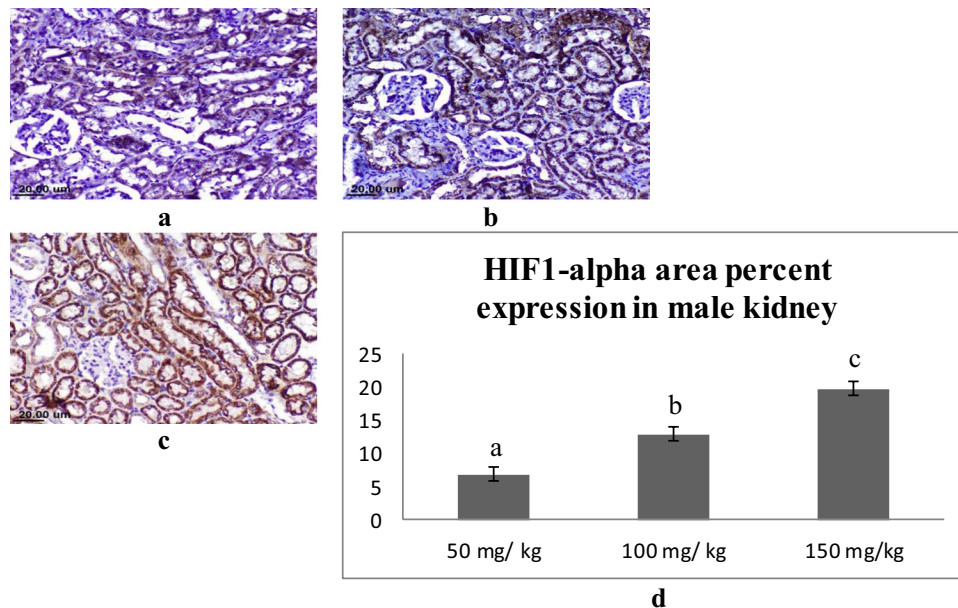 20.00 um
20.00 um
a
b
20.00 um
c
HIF1-alpha area percent
expression in male kidney
25
20
15
10
5
0
a
b
c
50 mg/ kg
100 mg/ kg
150 mg/kg
d